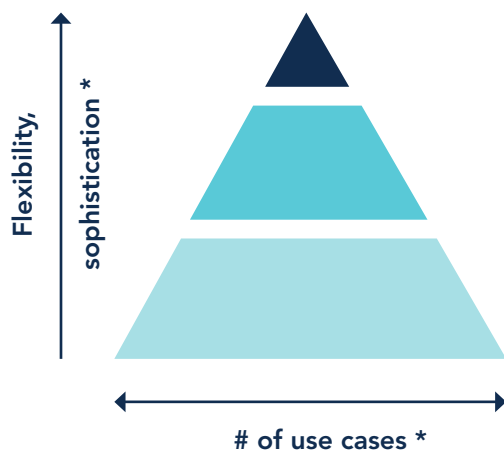 Flexibility,
sophistication *
# of use cases *